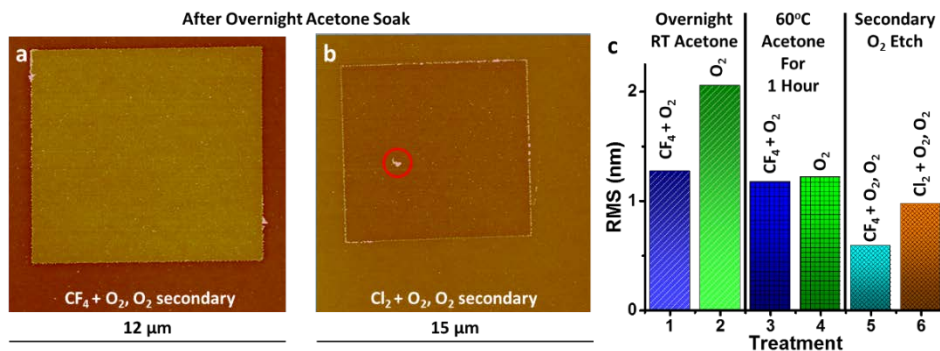 After Overnight Acetone Soak
a
CF₄ + O₂, O₂ secondary
12 µm
b
Cl₂ + O₂, O₂ secondary
15 µm
c
Overnight
RT Acetone
60°C
Acetone
For
1 Hour
Secondary
O₂ Etch
RMS (nm)
2
1
0
CF₄ + O₂
O₂
CF₄ + O₂
O₂
CF₄ + O₂, O₂
Cl₂ + O₂, O₂
1 2 3 4 5 6
Treatment